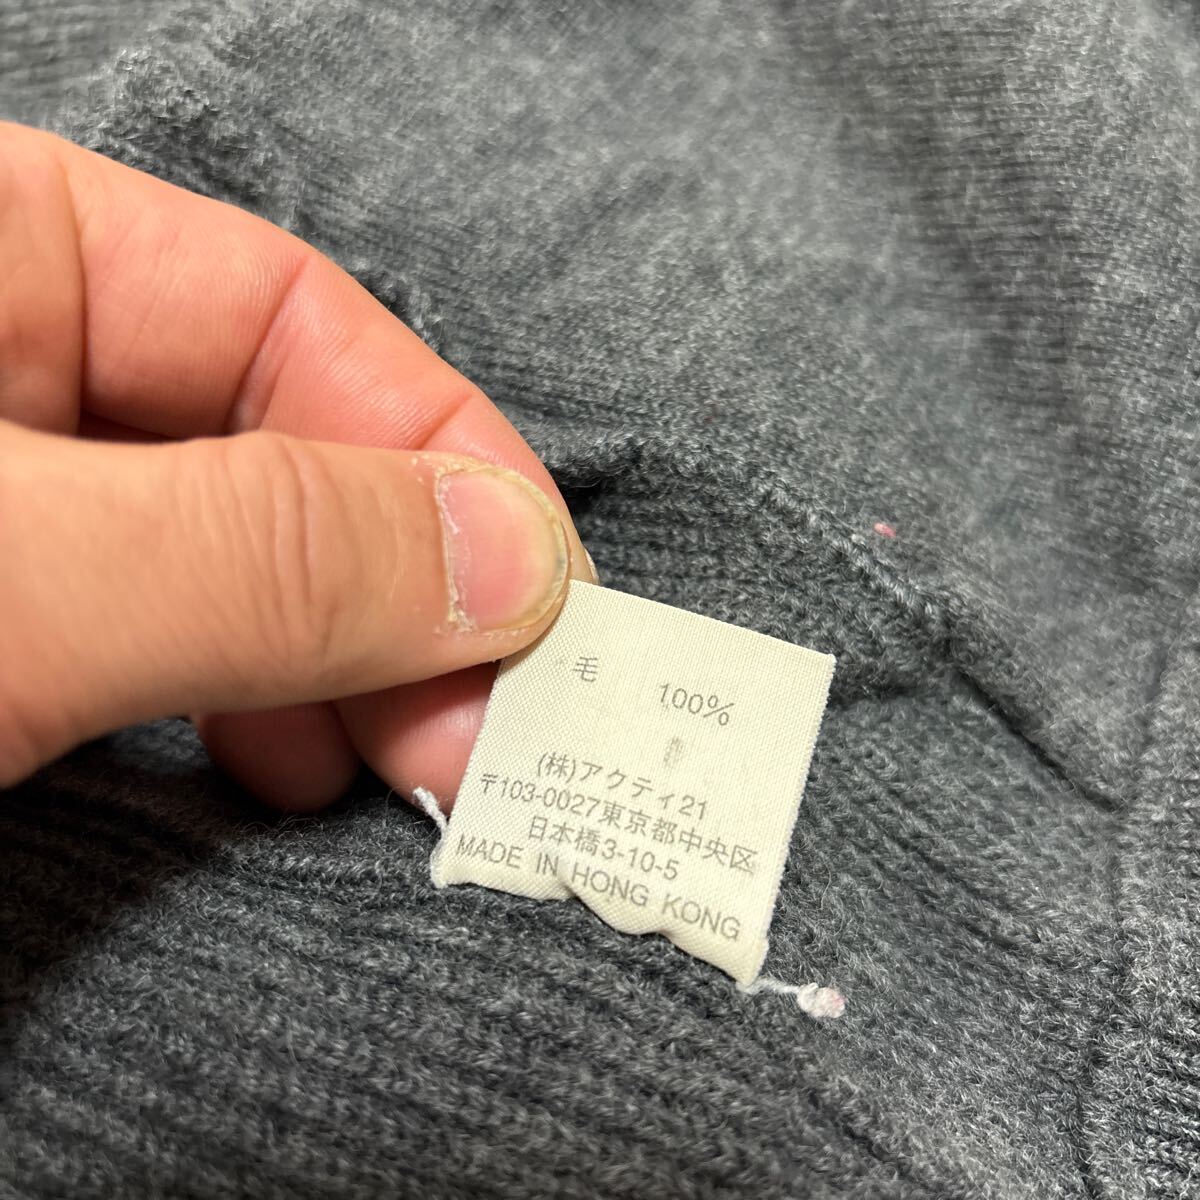 毛 100%
(株)アクティ21
〒103-0027東京都中央区
日本橋3-10-5
MADE IN HONG KONG